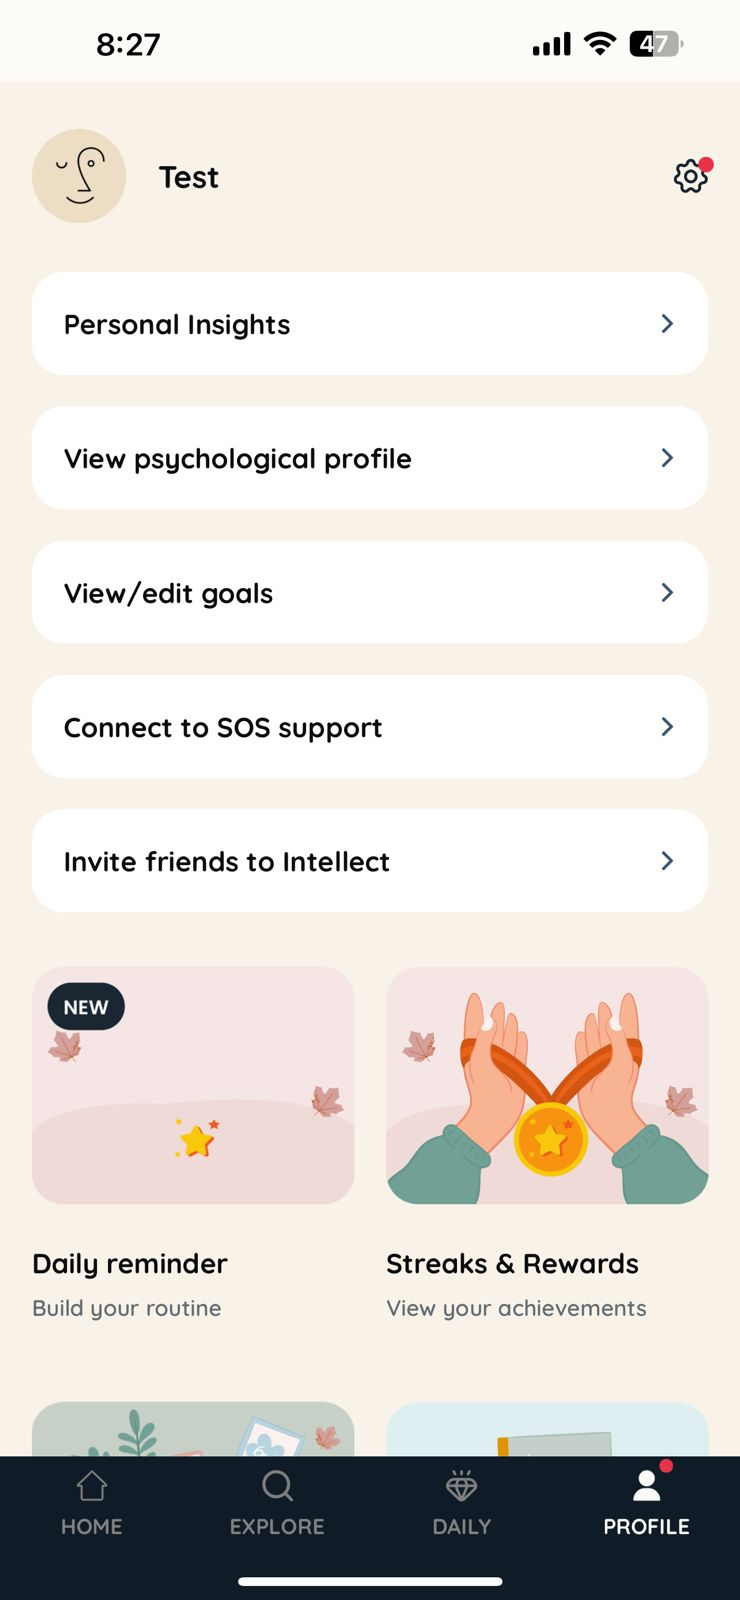 8:27
47
Test
Personal Insights
View psychological profile
View/edit goals
Connect to SOS support
Invite friends to Intellect
NEW
Daily reminder
Build your routine
Streaks & Rewards
View your achievements
HOME
EXPLORE
DAILY
PROFILE